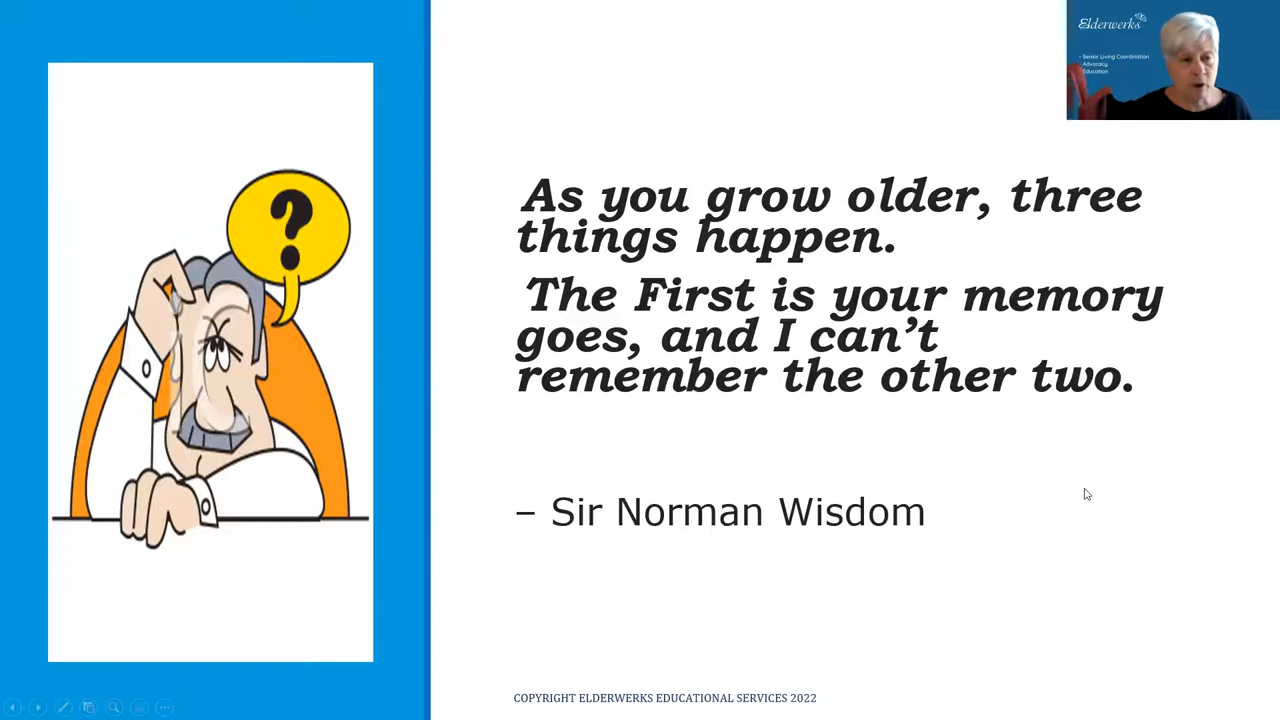 Elderwerks
- Senior Living Coordination
- Advocacy
- Education
?
As you grow older, three
things happen.
The First is your memory
goes, and I can’t
remember the other two.
– Sir Norman Wisdom
COPYRIGHT ELDERWERKS EDUCATIONAL SERVICES 2022